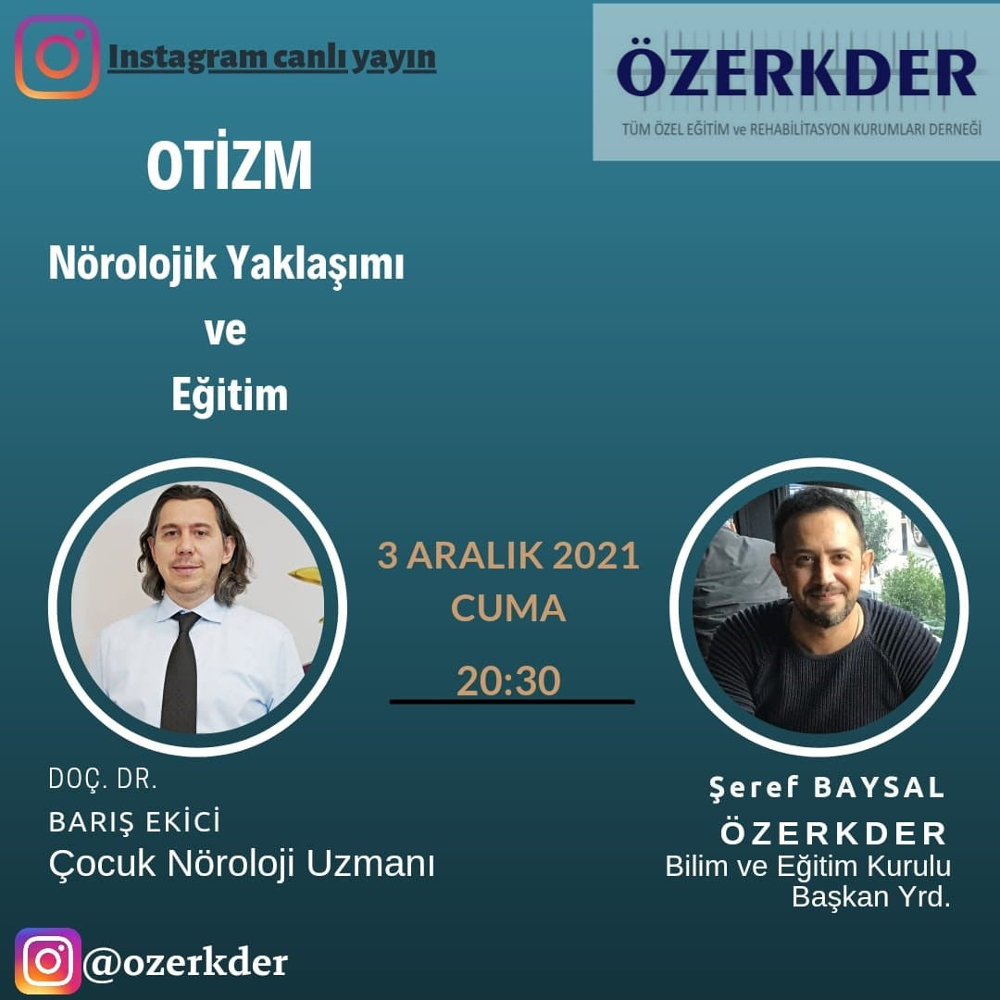 Instagram canlı yayın
ÖZERKDER
TÜM ÖZEL EĞİTİM ve REHABİLİTASYON KURUMLARI DERNEĞİ
OTİZM
Nörolojik Yaklaşımı
ve
Eğitim
3 ARALIK 2021
CUMA
20:30
DOÇ. DR.
BARIŞ EKİCİ
Çocuk Nöroloji Uzmanı
Şeref BAYSAL
ÖZERKDER
Bilim ve Eğitim Kurulu
Başkan Yrd.
@ozerkder